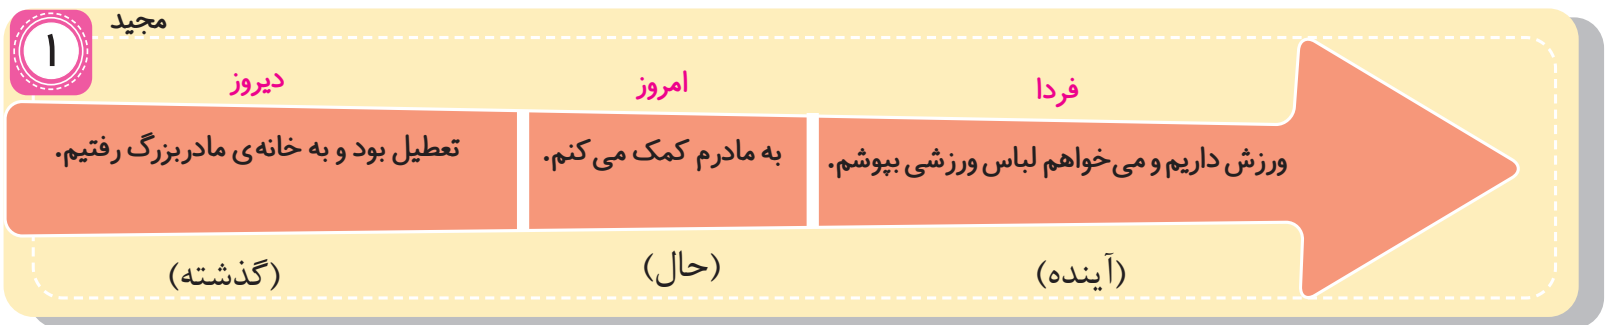 مجید
۱
دیروز
امروز
فردا
تعطیل بود و به خانه‌ی مادربزرگ رفتیم.
به مادرم کمک می‌کنم.
ورزش داریم و می‌خواهم لباس ورزشی بپوشم.
(گذشته)
(حال)
(آینده)